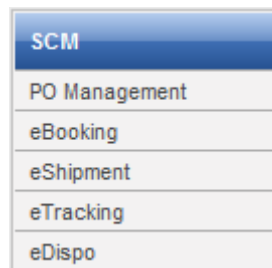 SCM
PO Management
eBooking
eShipment
eTracking
eDispo